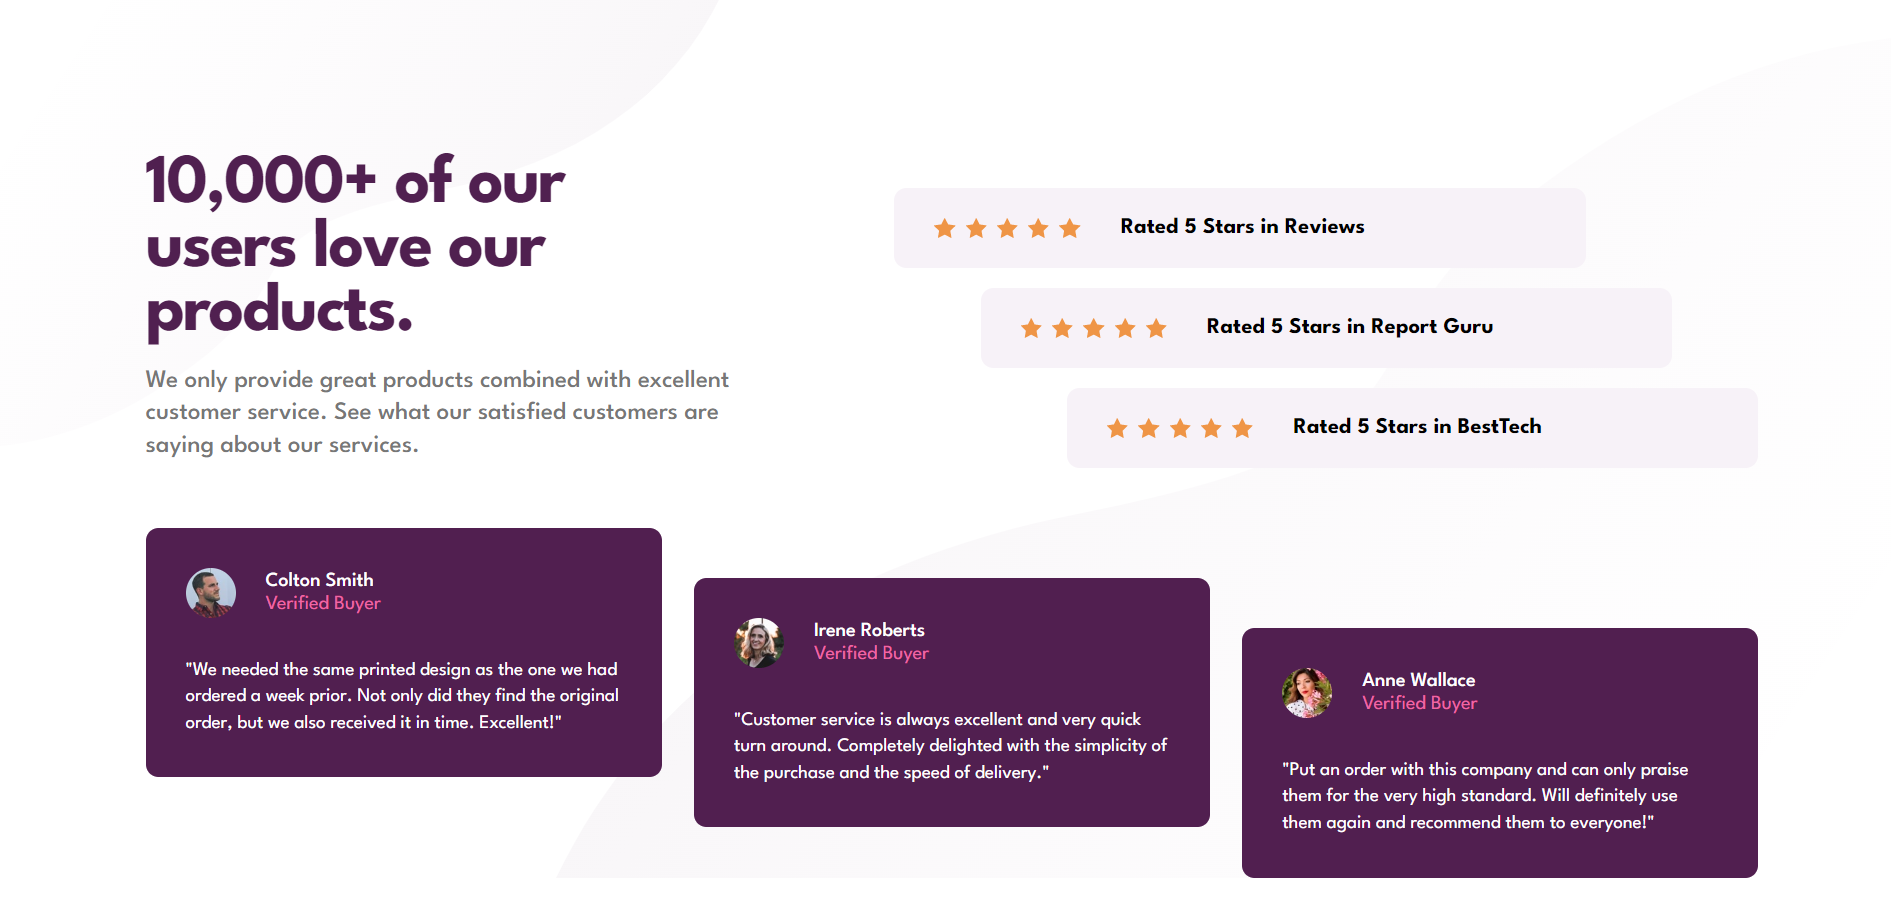 10,000+ of our
users love our
products.
We only provide great products combined with excellent
customer service. See what our satisfied customers are
saying about our services.
Rated 5 Stars in Reviews
Rated 5 Stars in Report Guru
Rated 5 Stars in BestTech
Colton Smith
Verified Buyer
"We needed the same printed design as the one we had
ordered a week prior. Not only did they find the original
order, but we also received it in time. Excellent!"
Irene Roberts
Verified Buyer
"Customer service is always excellent and very quick
turn around. Completely delighted with the simplicity of
the purchase and the speed of delivery."
Anne Wallace
Verified Buyer
"Put an order with this company and can only praise
them for the very high standard. Will definitely use
them again and recommend them to everyone!"